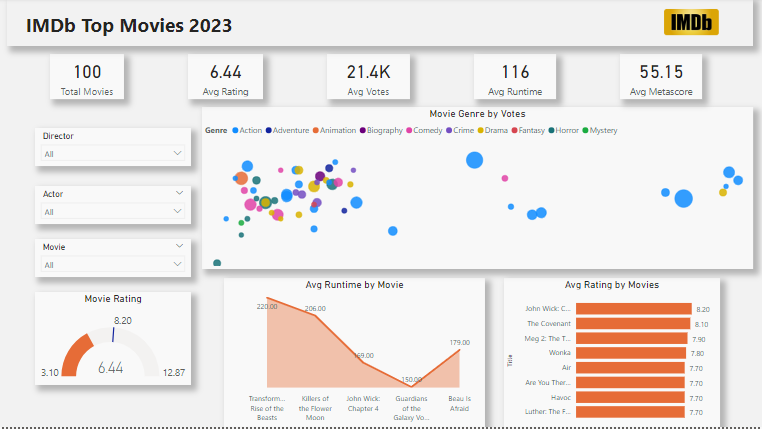 IMDb Top Movies 2023
IMDb
100
Total Movies
6.44
Avg Rating
21.4K
Avg Votes
116
Avg Runtime
55.15
Avg Metascore
Director
All
Actor
All
Movie
All
Movie Genre by Votes
Genre Action Adventure Animation Biography Comedy Crime Drama Fantasy Horror Mystery
Movie Rating
8.20
3.10
6.44
12.87
Avg Runtime by Movie
220.00
206.00
169.00
150.00
179.00
Transform...
Rise of the
Beasts
Killers of
the Flower
Moon
John Wick:
Chapter 4
Guardians
of the
Galaxy Vo...
Beau Is
Afraid
Avg Rating by Movies
Title
John Wick: C... 8.20
The Covenant 8.10
Meg 2: The T... 7.90
Wonka 7.80
Air 7.70
Are You Ther... 7.70
Havoc 7.70
Luther: The F... 7.70